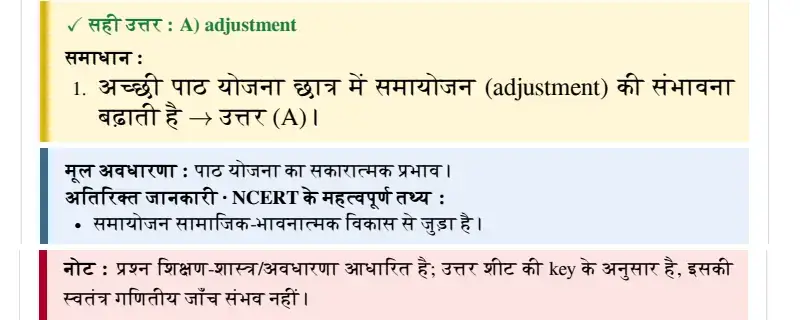 ✓ सही उत्तर : A) adjustment
समाधान :
1. अच्छी पाठ योजना छात्र में समायोजन (adjustment) की संभावना
बढ़ाती है → उत्तर (A)।
मूल अवधारणा : पाठ योजना का सकारात्मक प्रभाव।
अतिरिक्त जानकारी · NCERT के महत्वपूर्ण तथ्य :
• समायोजन सामाजिक-भावनात्मक विकास से जुड़ा है।
नोट : प्रश्न शिक्षण-शास्त्र/अवधारणा आधारित है; उत्तर शीट की key के अनुसार है, इसकी
स्वतंत्र गणितीय जाँच संभव नहीं।